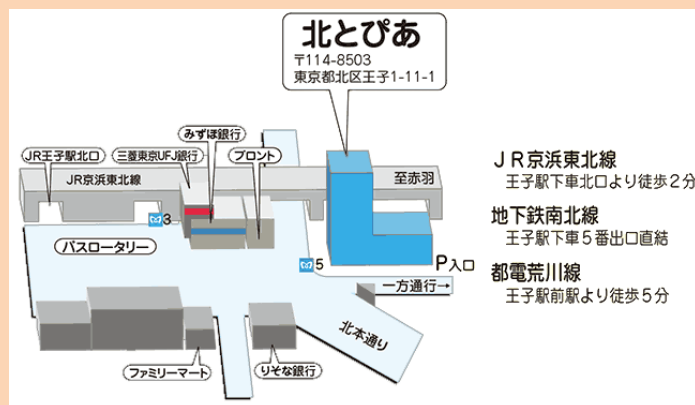 北とぴあ
〒114-8503
東京都北区王子1-11-1
みずほ銀行
JR王子駅北口
三菱東京UFJ銀行
プロント
JR京浜東北線
至赤羽
3
バスロータリー
5
P入口
一方通行→
北本通り
ファミリーマート
りそな銀行
JR京浜東北線
王子駅下車北口より徒歩2分
地下鉄南北線
王子駅下車5番出口直結
都電荒川線
王子駅前駅より徒歩5分